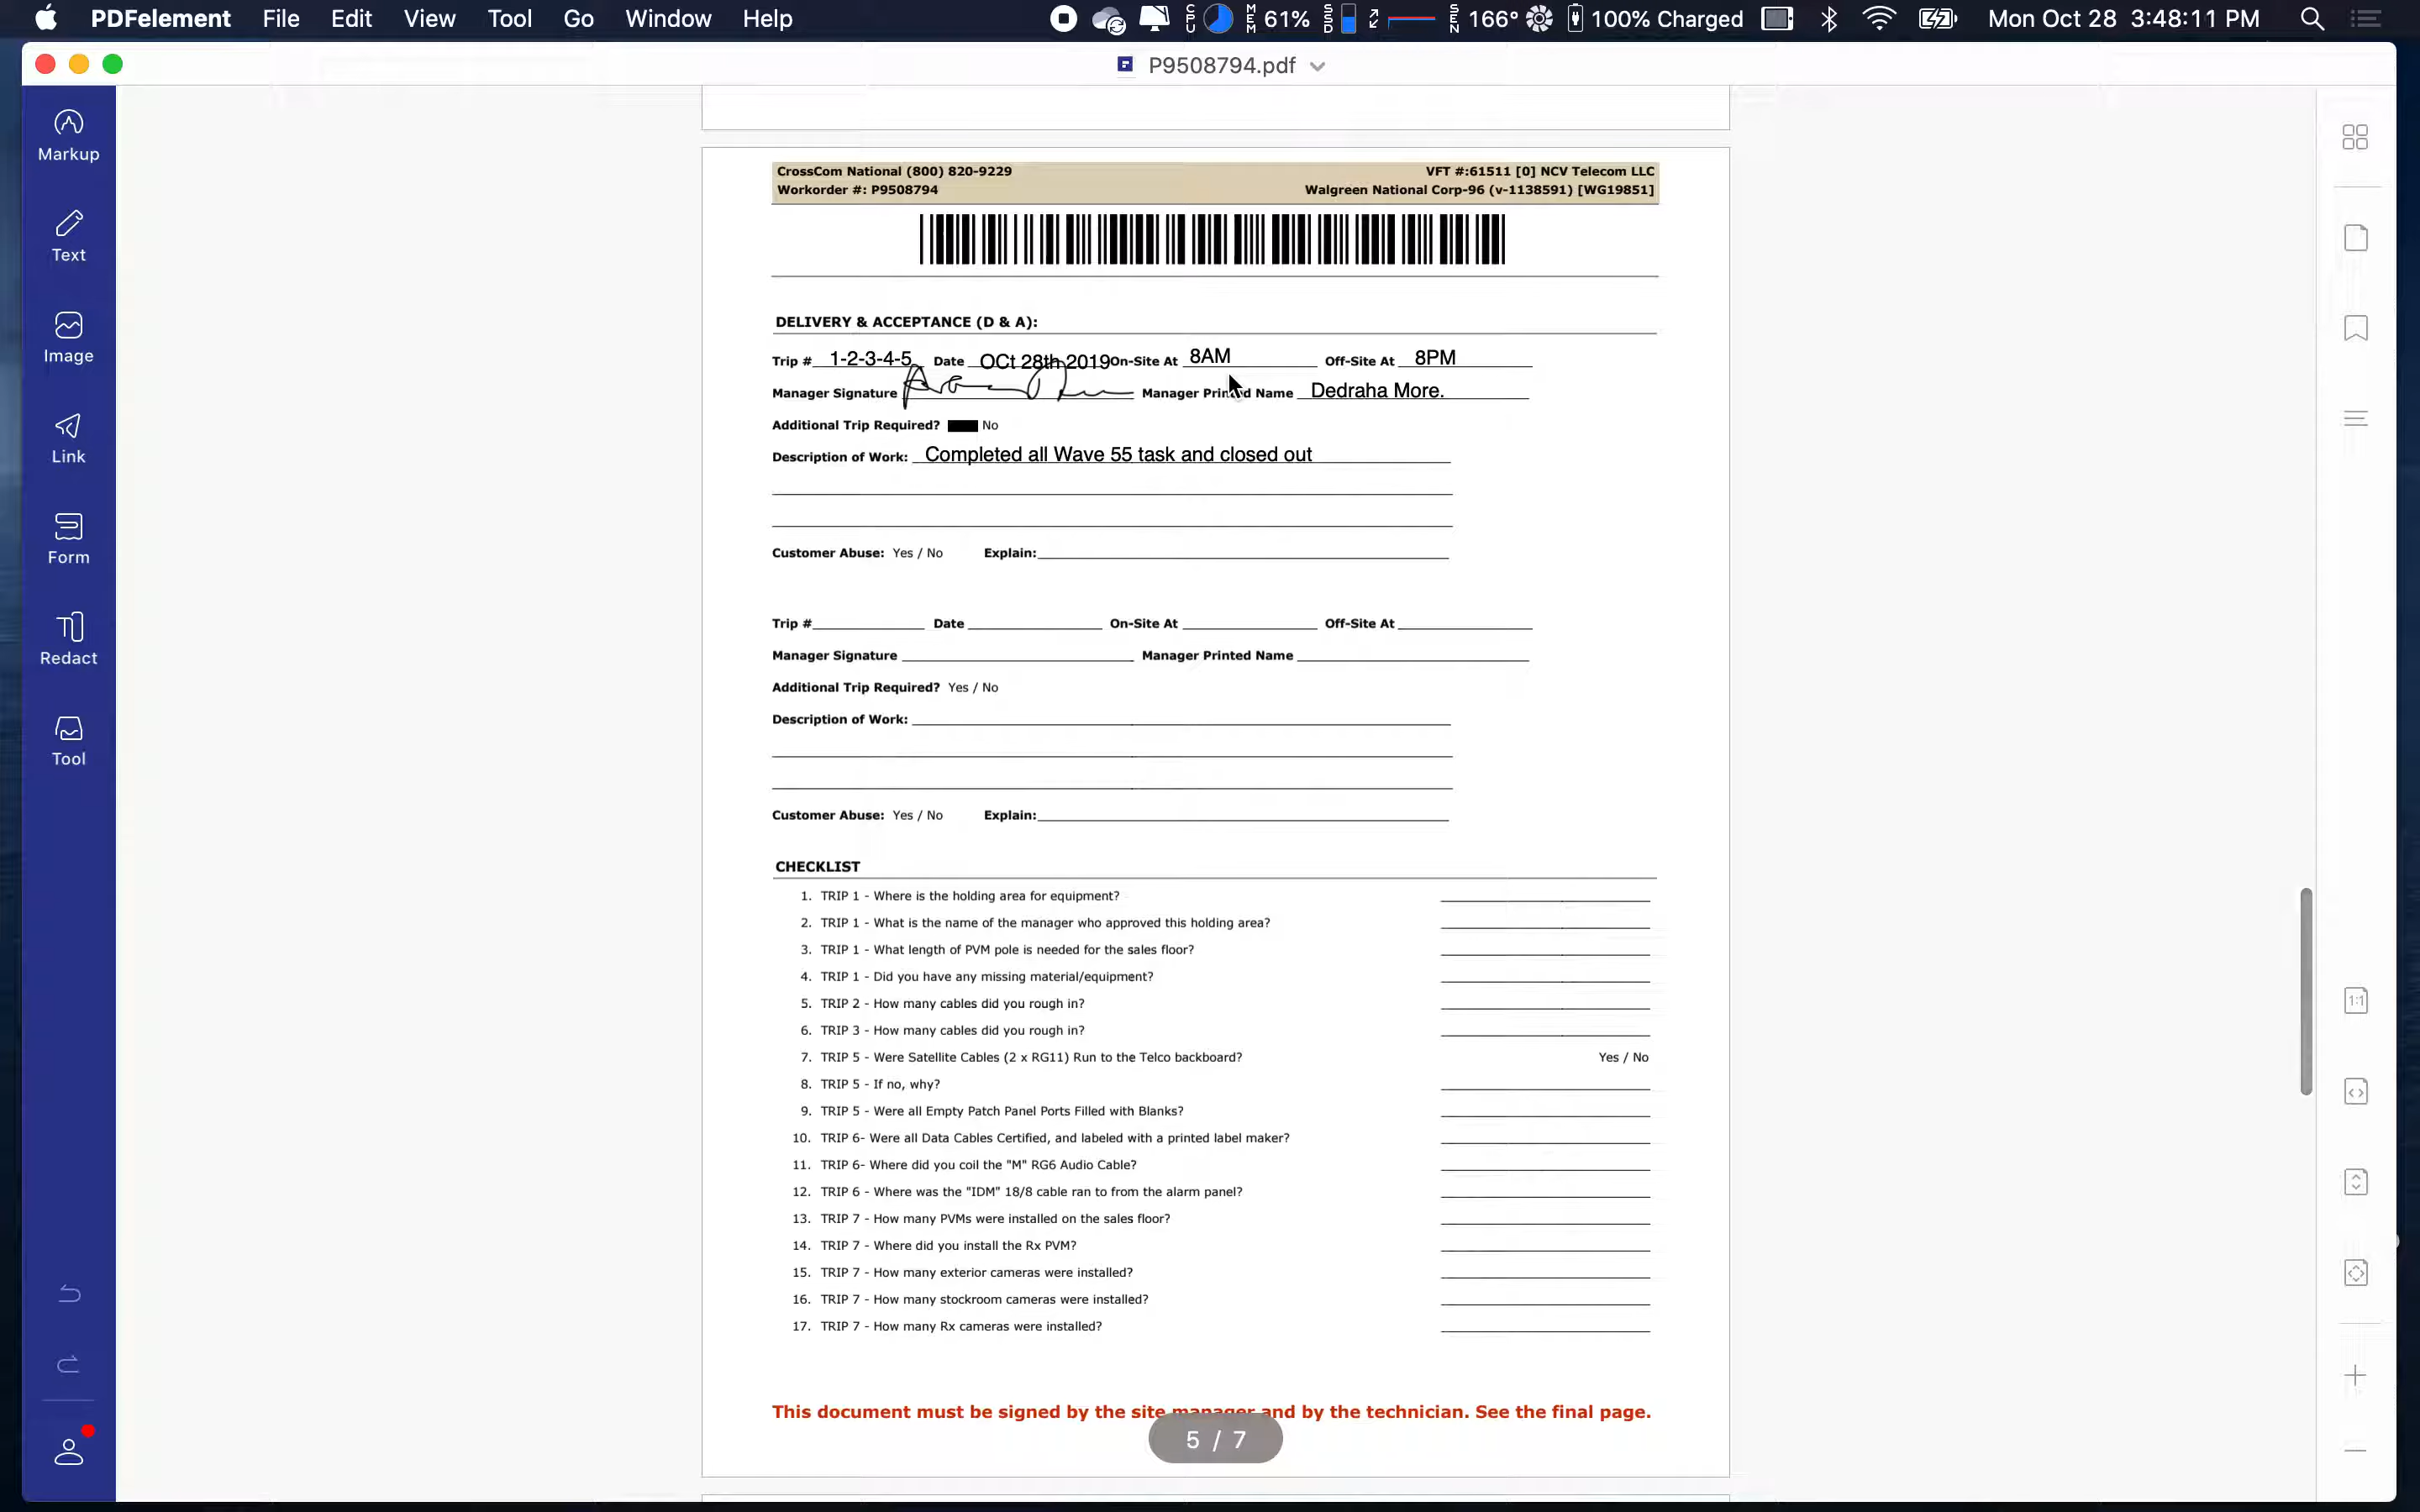 PDFelement File Edit View Tool Go Window Help CPU MEM 61% SSD SEN 166° 100% Charged Mon Oct 28 3:48:11 PM
P9508794.pdf
Markup
Text
Image
Link
Form
Redact
Tool
CrossCom National (800) 820-9229 VFT #:61511 [0] NCV Telecom LLC
Workorder #: P9508794 Walgreen National Corp-96 (v-1138591) [WG19851]
DELIVERY & ACCEPTANCE (D & A):
Trip # 1-2-3-4-5 Date OCt 28th 2019 On-Site At 8AM Off-Site At 8PM
Manager Signature Manager Printed Name Dedraha More.
Additional Trip Required? No
Description of Work: Completed all Wave 55 task and closed out
Customer Abuse: Yes / No Explain:
Trip # Date On-Site At Off-Site At
Manager Signature Manager Printed Name
Additional Trip Required? Yes / No
Description of Work:
Customer Abuse: Yes / No Explain:
CHECKLIST
1. TRIP 1 - Where is the holding area for equipment?
2. TRIP 1 - What is the name of the manager who approved this holding area?
3. TRIP 1 - What length of PVM pole is needed for the sales floor?
4. TRIP 1 - Did you have any missing material/equipment?
5. TRIP 2 - How many cables did you rough in?
6. TRIP 3 - How many cables did you rough in?
7. TRIP 5 - Were Satellite Cables (2 x RG11) Run to the Telco backboard? Yes / No
8. TRIP 5 - If no, why?
9. TRIP 5 - Were all Empty Patch Panel Ports Filled with Blanks?
10. TRIP 6- Were all Data Cables Certified, and labeled with a printed label maker?
11. TRIP 6- Where did you coil the "M" RG6 Audio Cable?
12. TRIP 6 - Where was the "IDM" 18/8 cable ran to from the alarm panel?
13. TRIP 7 - How many PVMs were installed on the sales floor?
14. TRIP 7 - Where did you install the Rx PVM?
15. TRIP 7 - How many exterior cameras were installed?
16. TRIP 7 - How many stockroom cameras were installed?
17. TRIP 7 - How many Rx cameras were installed?
This document must be signed by the site manager and by the technician. See the final page.
5 / 7
1:1